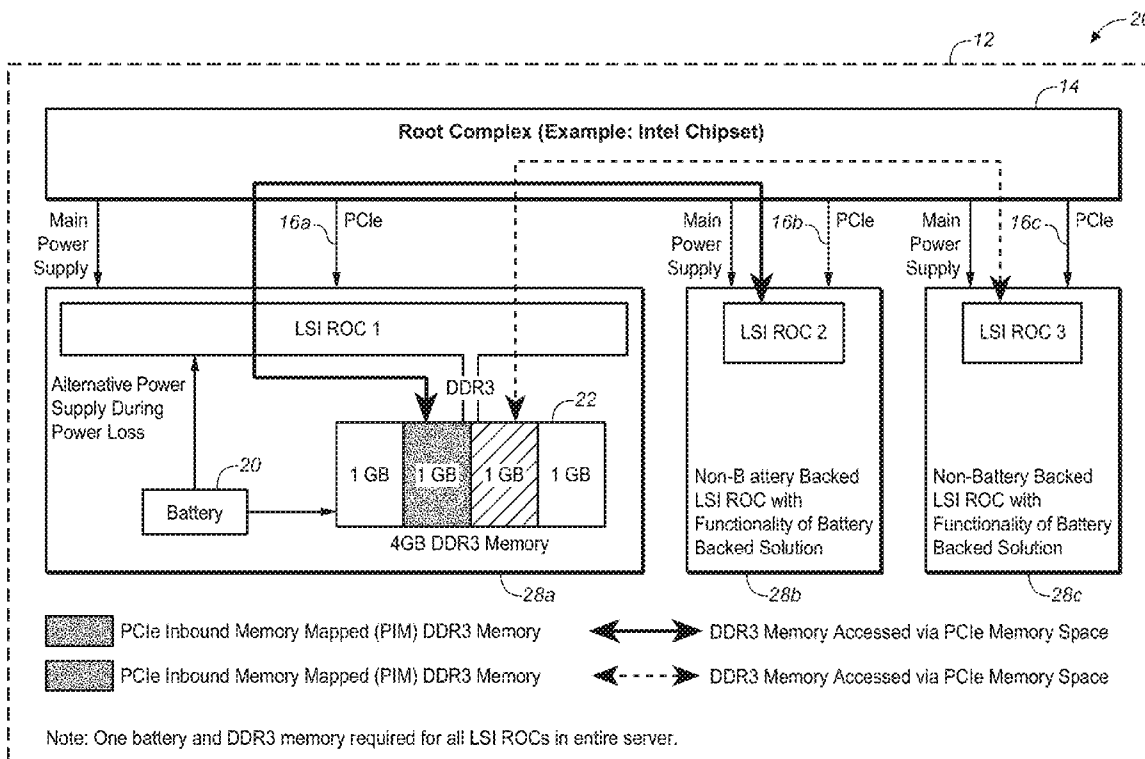 12
14
Root Complex (Example: Intel Chipset)
Main
Power
Supply
16a
PCIe
Main
Power
Supply
16b
PCIe
Main
Power
Supply
16c
PCIe
LSI ROC 1
LSI ROC 2
LSI ROC 3
Alternative Power
Supply During
Power Loss
DDR3
22
20
Battery
1 GB
1 GB
1 GB
1 GB
4GB DDR3 Memory
Non-B attery Backed
LSI ROC with
Functionality of Battery
Backed Solution
Non-Battery Backed
LSI ROC with
Functionality of Battery
Backed Solution
28a
28b
28c
PCIe Inbound Memory Mapped (PIM) DDR3 Memory
DDR3 Memory Accessed via PCIe Memory Space
PCIe Inbound Memory Mapped (PIM) DDR3 Memory
DDR3 Memory Accessed via PCIe Memory Space
Note: One battery and DDR3 memory required for all LSI ROCs in entire server.